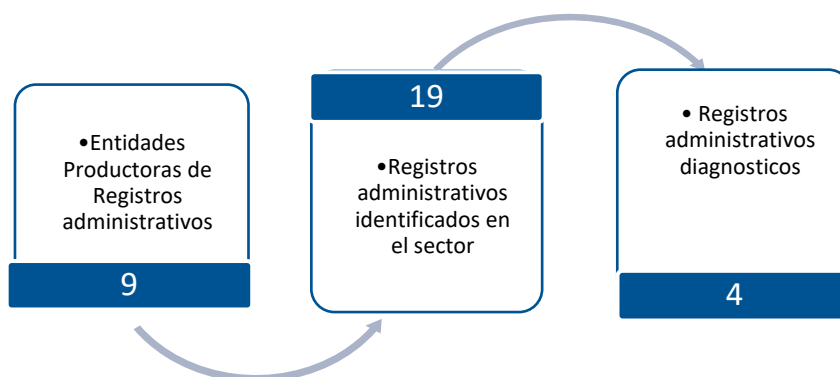 •Entidades
Productoras de
Registros
administrativos
9
19
•Registros
administrativos
identificados en
el sector
• Registros
administrativos
diagnosticos
4